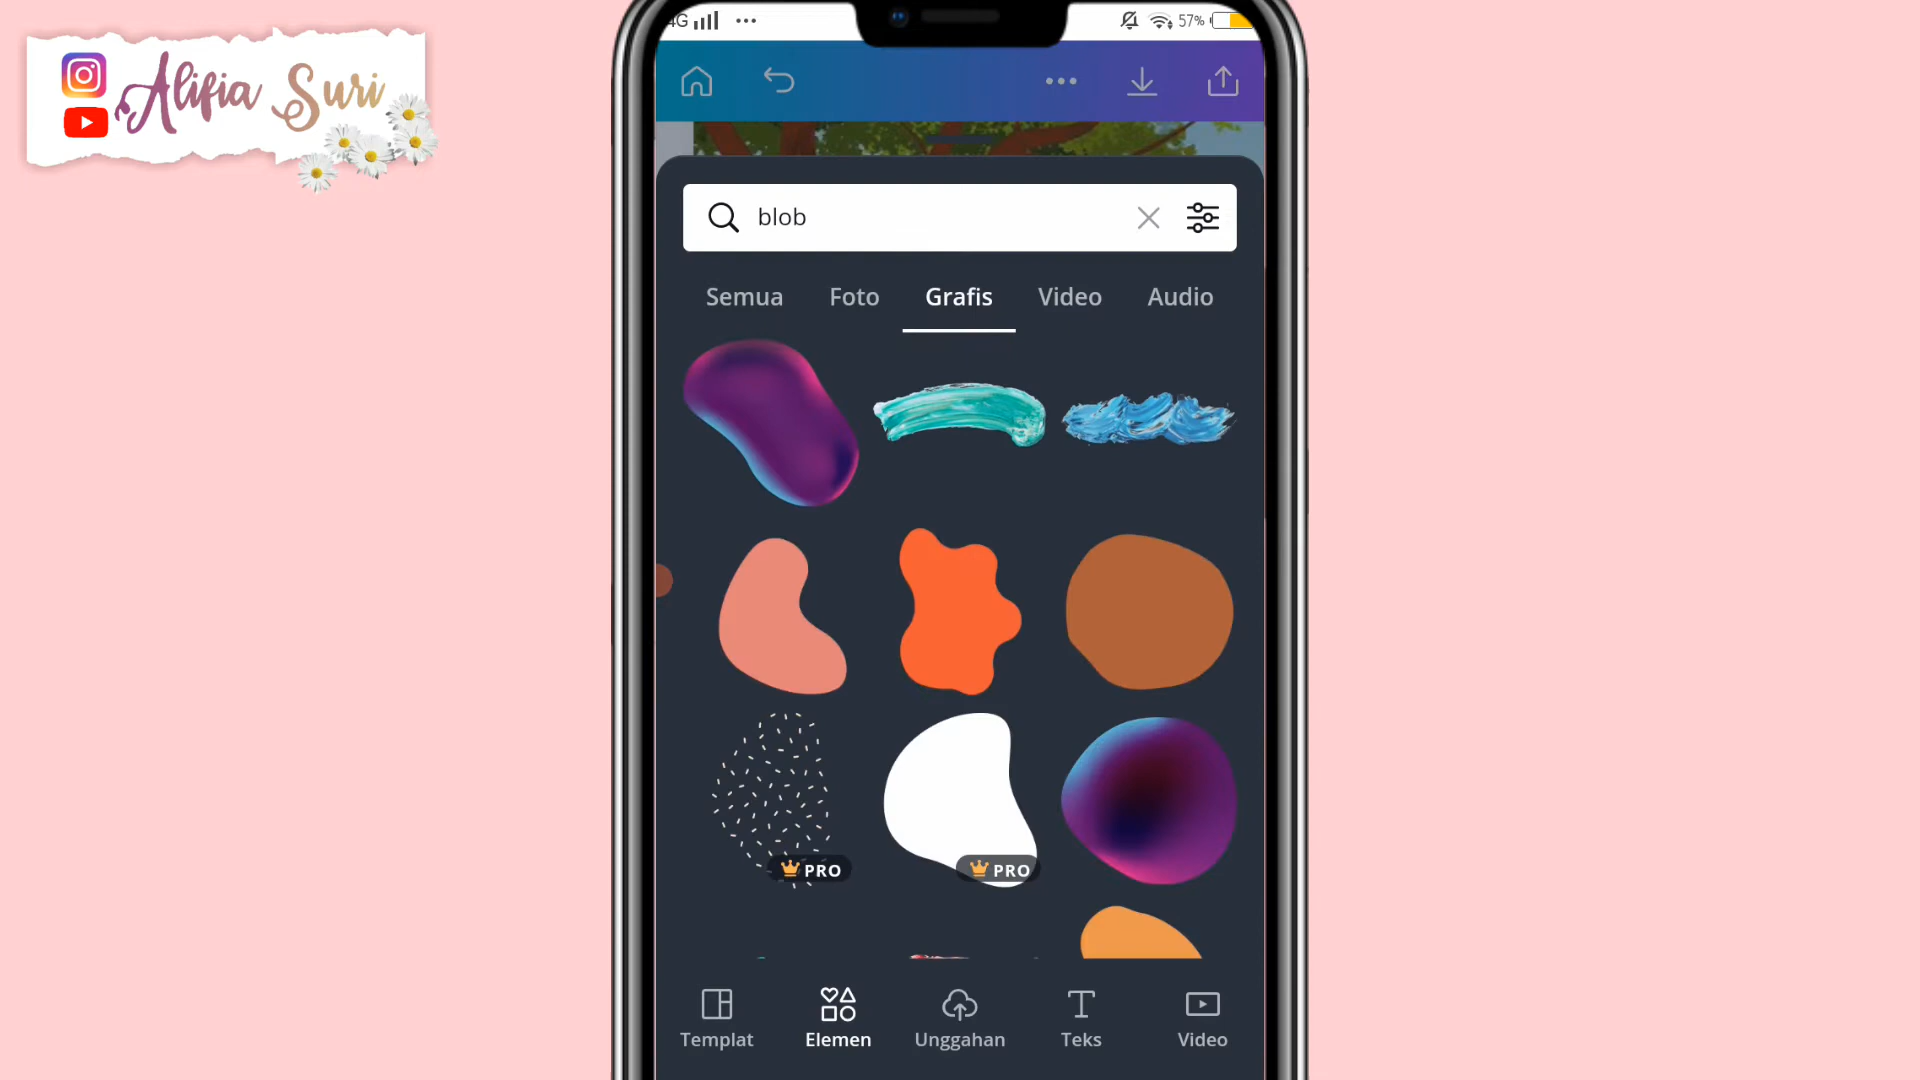 Alifia Suri
4G
57%
blob
Semua Foto Grafis Video Audio
PRO
PRO
Templat Elemen Unggahan Teks Video